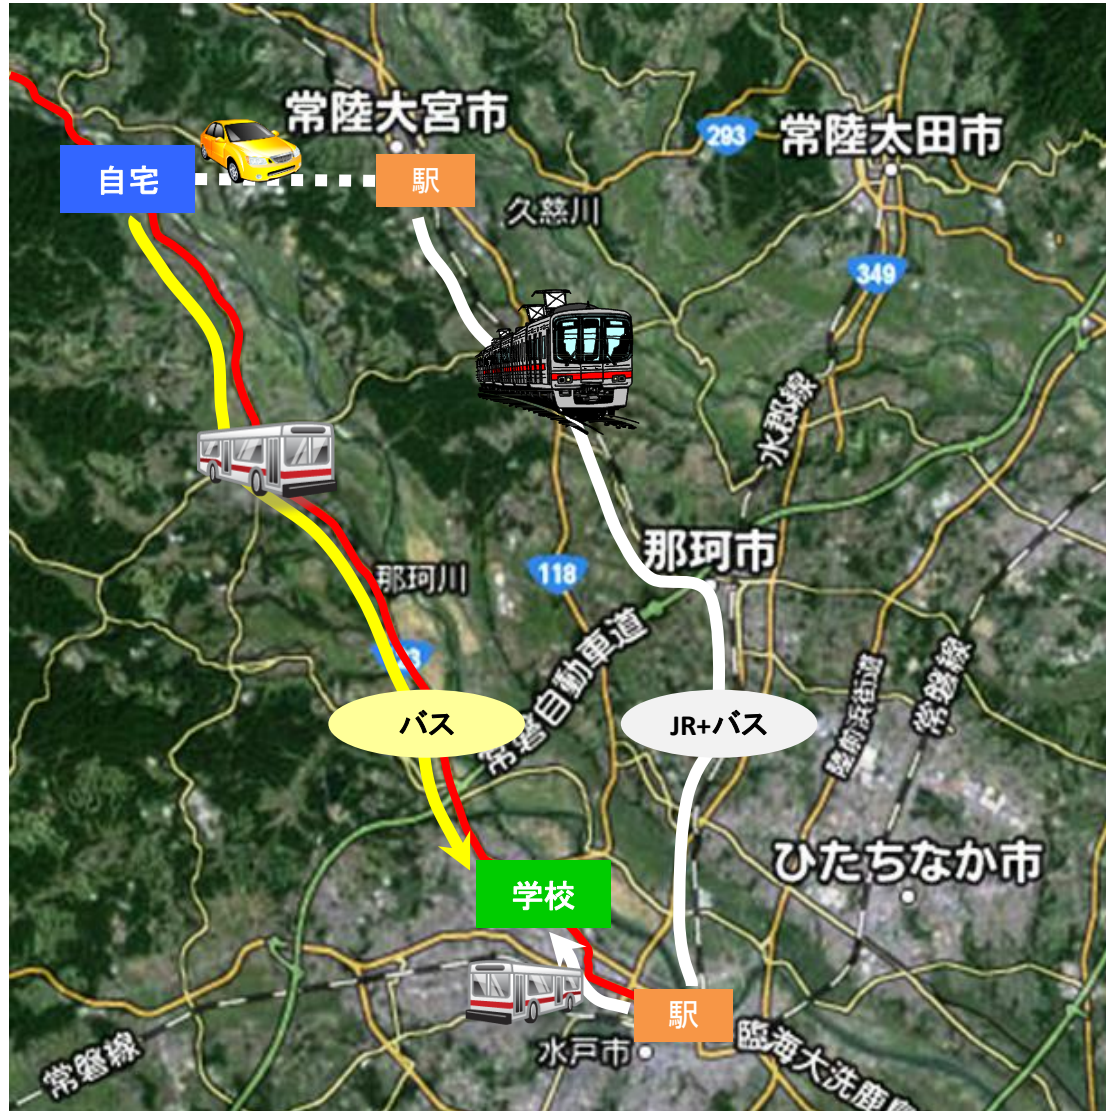 常陸大宮市
293
常陸太田市
自宅
駅
久慈川
349
水郡線
那珂市
118
那珂川
常磐自動車道
常磐線
陸前浜街道
バス
JR+バス
ひたちなか市
学校
駅
水戸市
常磐線
臨海大洗鹿島